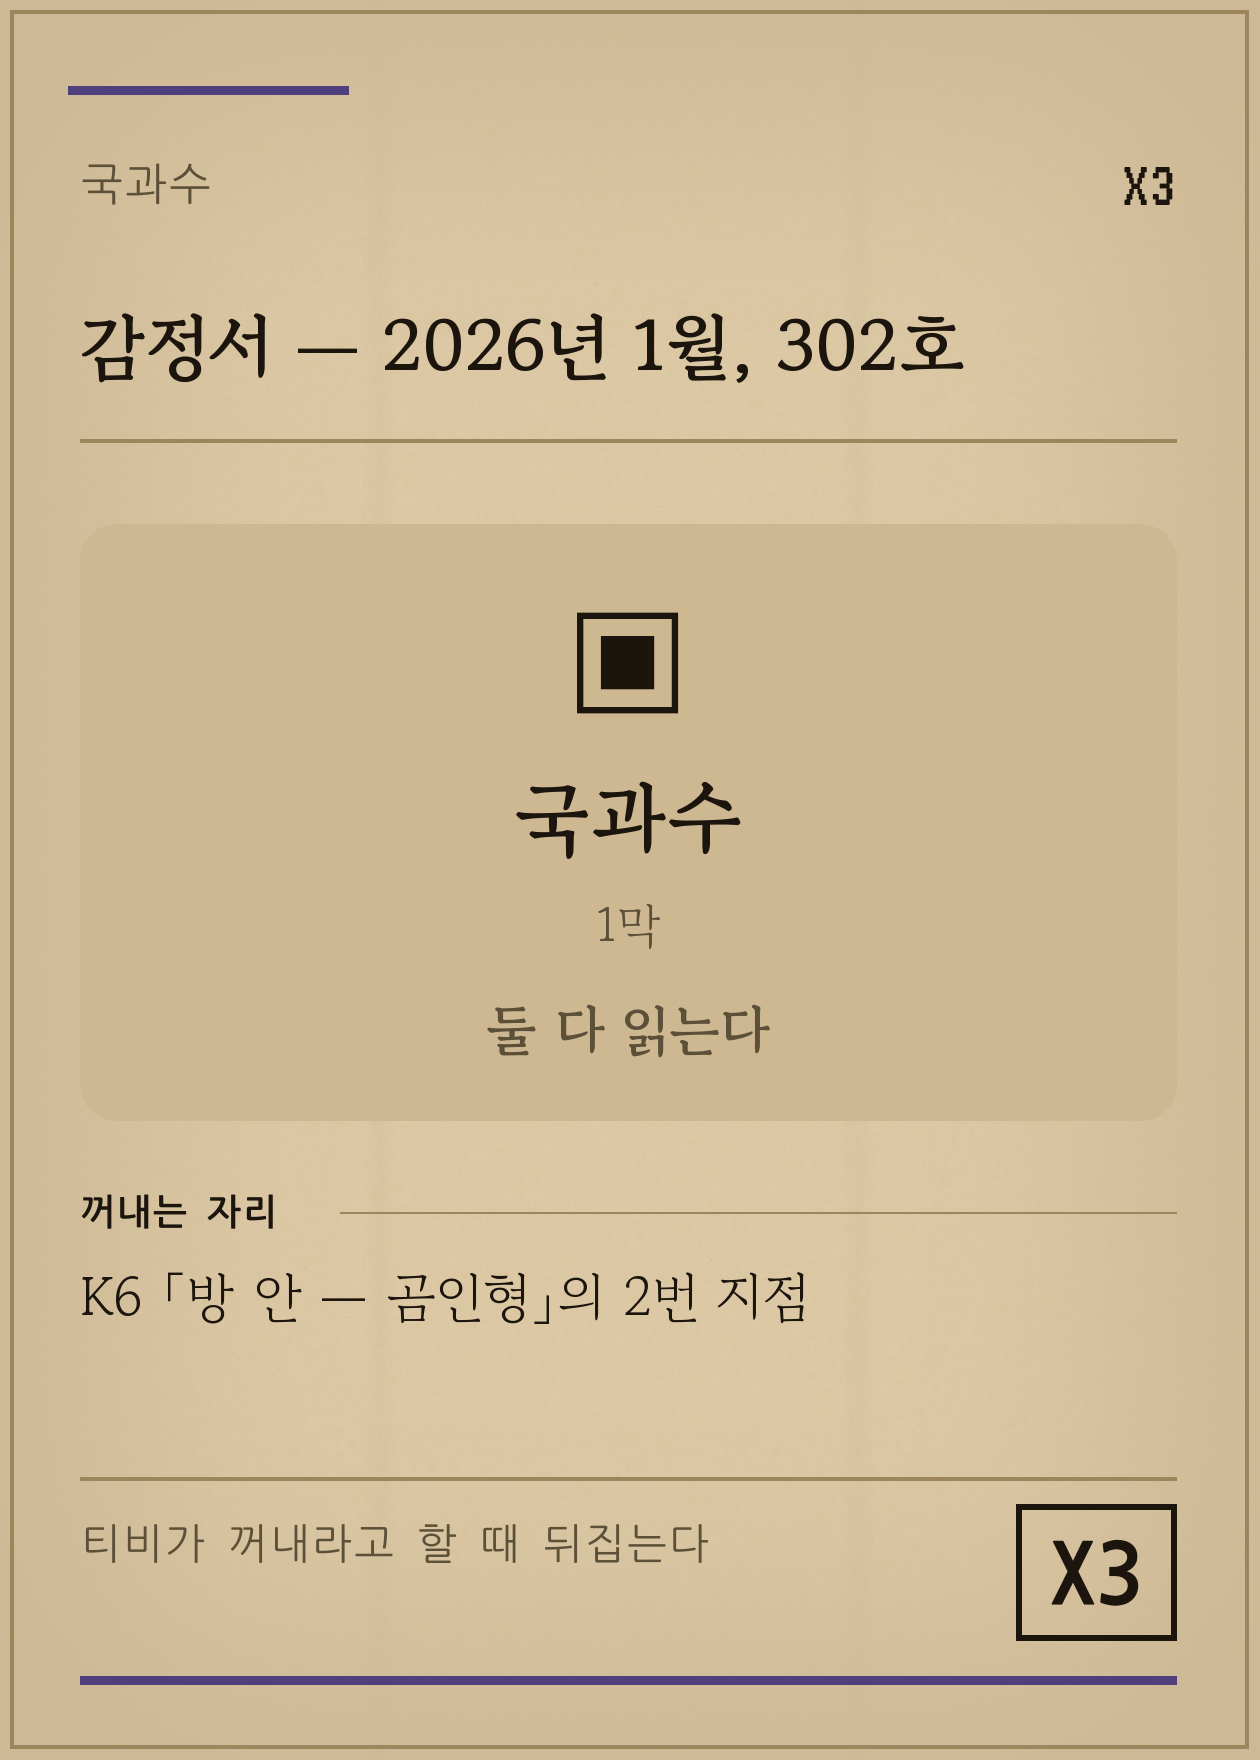 국과수
X3
감정서 — 2026년 1월, 302호
국과수
1막
둘 다 읽는다
꺼내는 자리
K6 「방 안 — 곰인형」의 2번 지점
티비가 꺼내라고 할 때 뒤집는다
X3